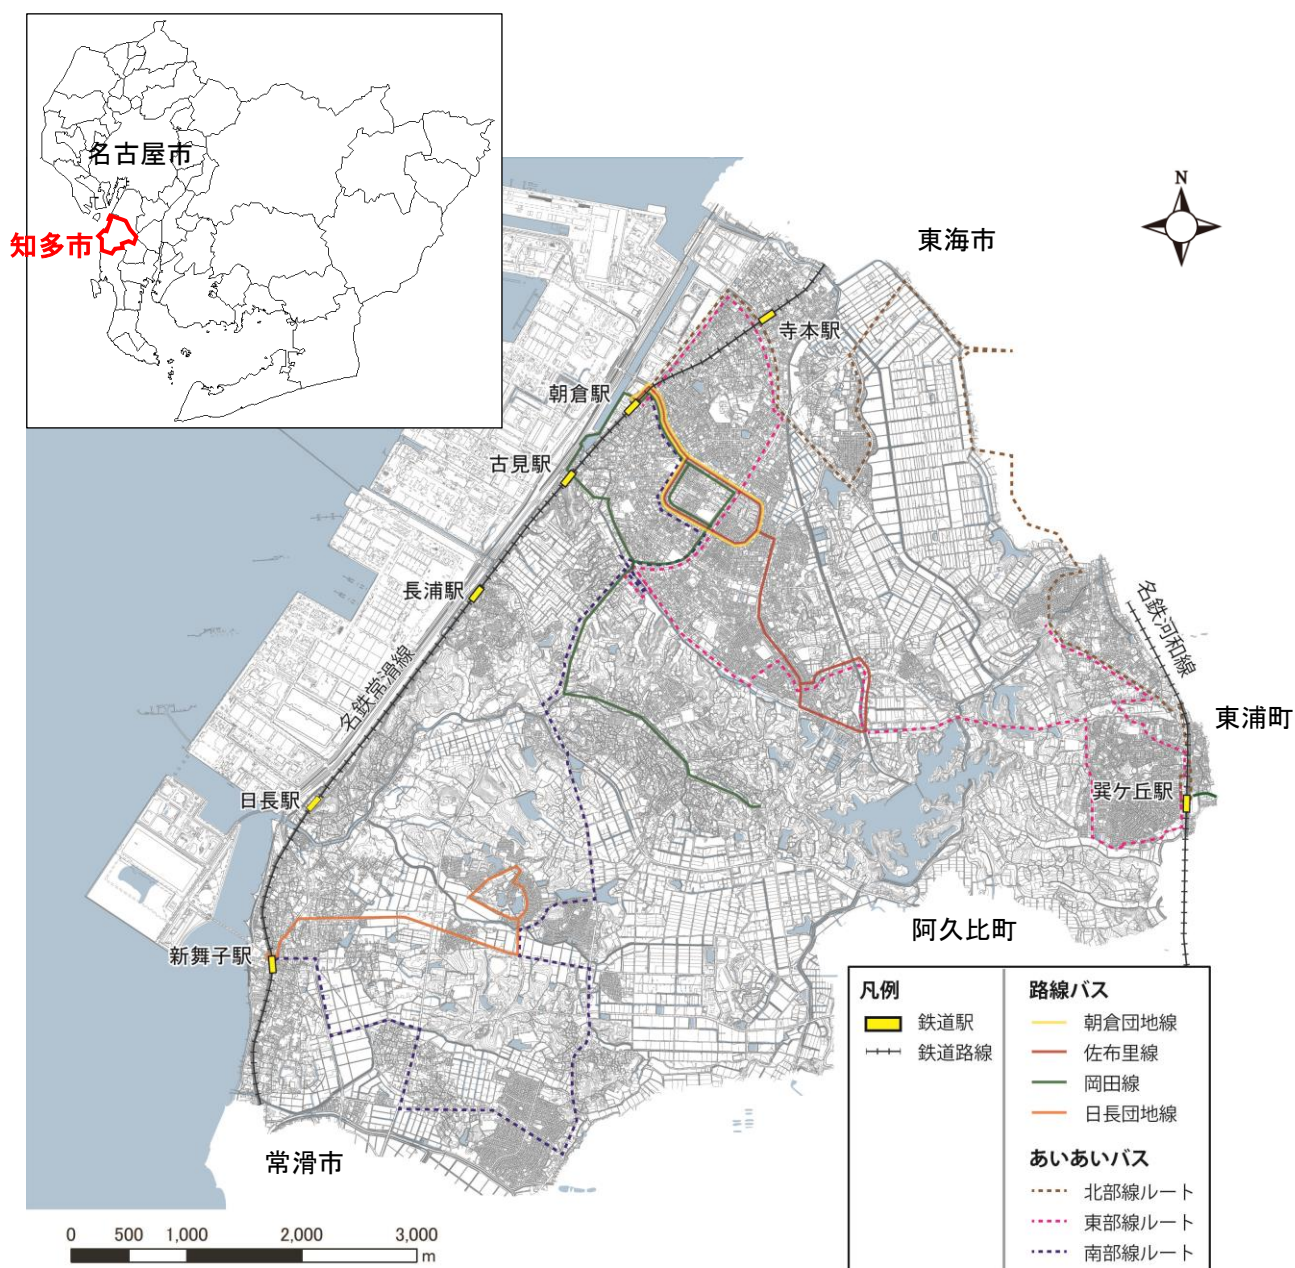 名古屋市
知多市
N
東海市
寺本駅
朝倉駅
古見駅
長浦駅
名鉄常滑線
名鉄河和線
東浦町
日長駅
巽ケ丘駅
新舞子駅
阿久比町
常滑市
凡例
鉄道駅
鉄道路線
路線バス
朝倉団地線
佐布里線
岡田線
日長団地線
あいあいバス
北部線ルート
東部線ルート
南部線ルート
0 500 1,000 2,000 3,000
m